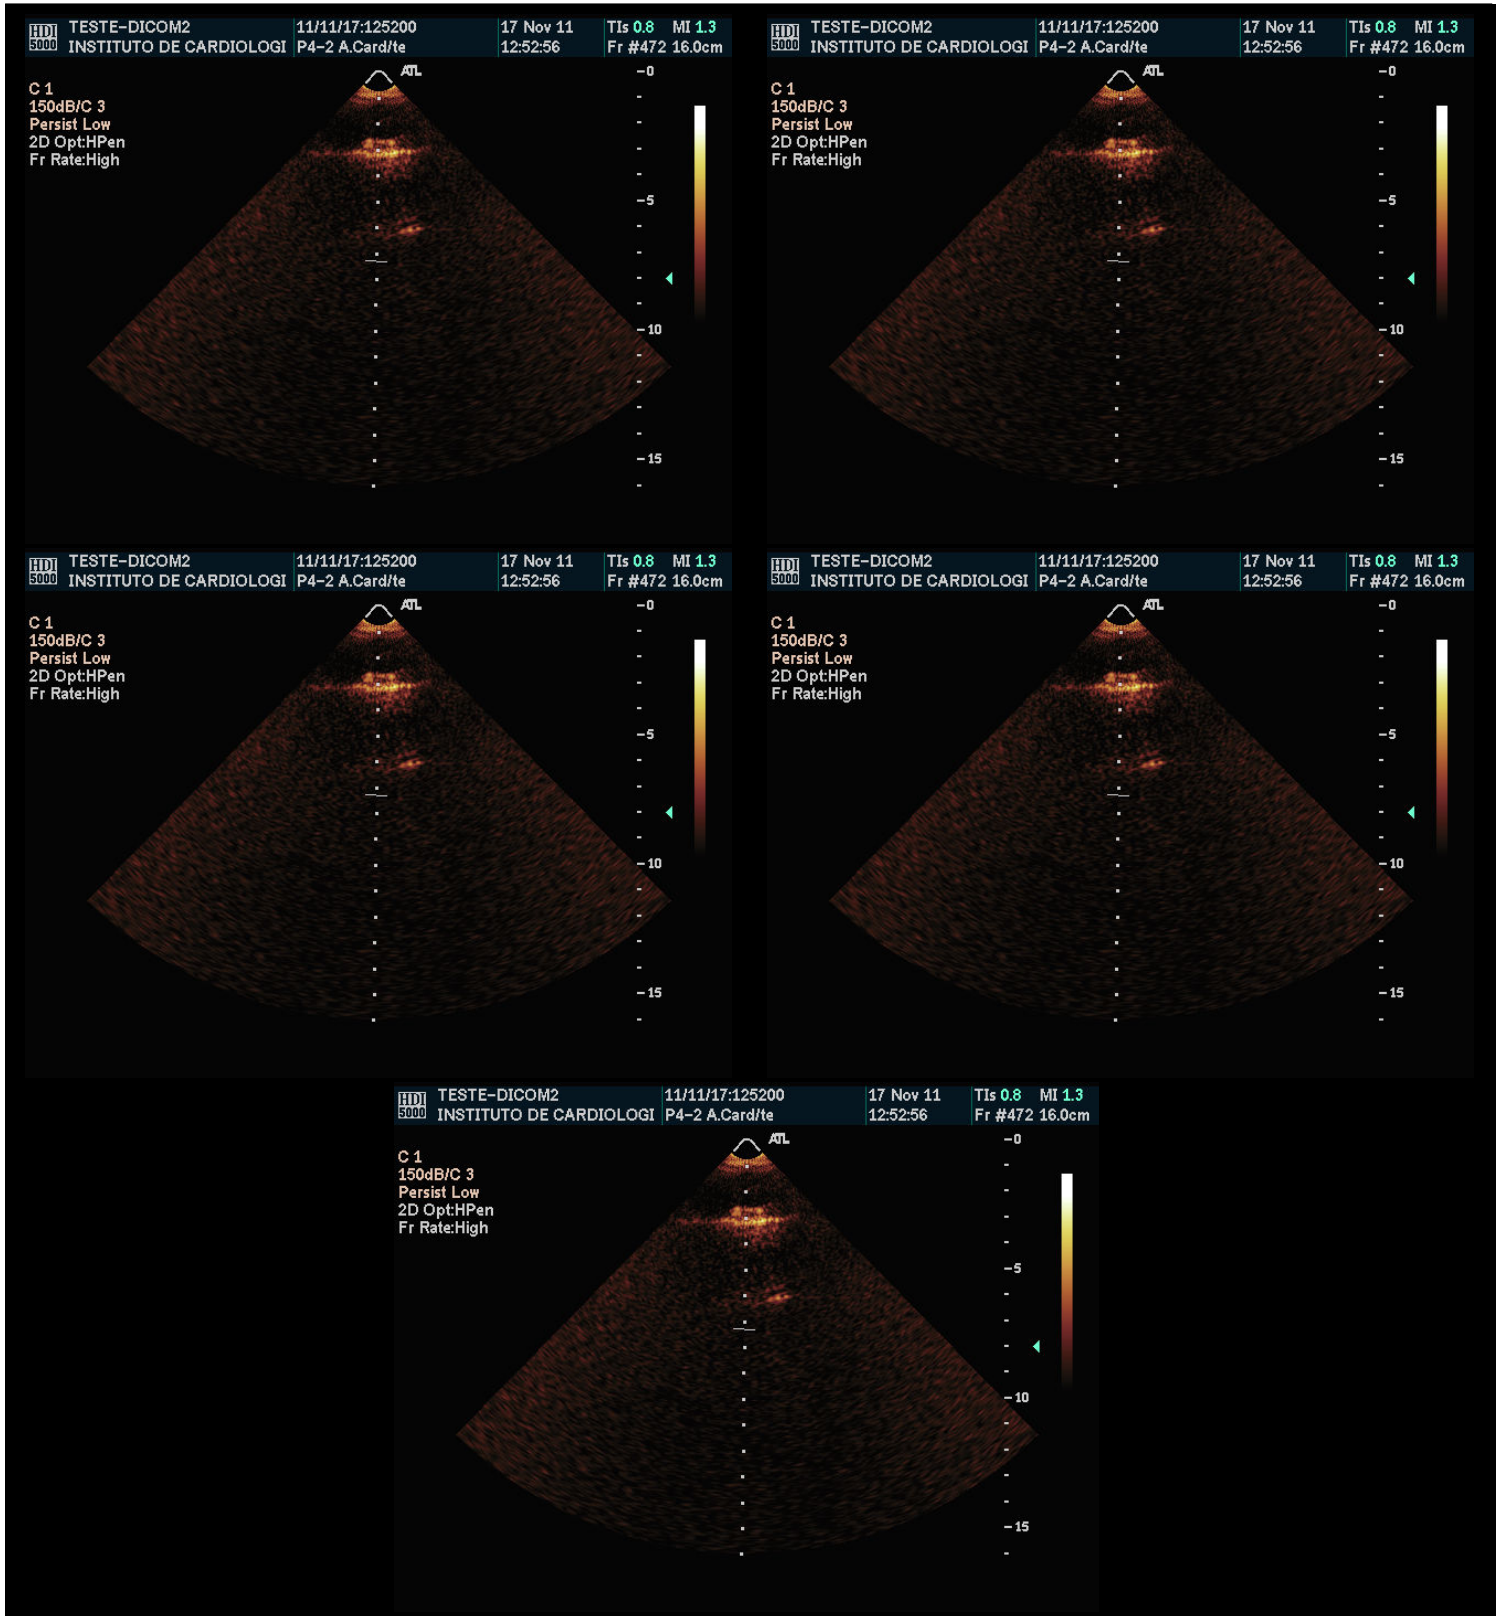 HDI 5000 TESTE-DICOM2 11/11/17:125200 17 Nov 11 TIs 0.8 MI 1.3
INSTITUTO DE CARDIOLOGI P4-2 A.Card/te 12:52:56 Fr #472 16.0cm
ATL
0
C 1
150dB/C 3
Persist Low
2D Opt:HPen
Fr Rate:High
5
10
15
HDI 5000 TESTE-DICOM2 11/11/17:125200 17 Nov 11 TIs 0.8 MI 1.3
INSTITUTO DE CARDIOLOGI P4-2 A.Card/te 12:52:56 Fr #472 16.0cm
ATL
0
C 1
150dB/C 3
Persist Low
2D Opt:HPen
Fr Rate:High
5
10
15
HDI 5000 TESTE-DICOM2 11/11/17:125200 17 Nov 11 TIs 0.8 MI 1.3
INSTITUTO DE CARDIOLOGI P4-2 A.Card/te 12:52:56 Fr #472 16.0cm
ATL
0
C 1
150dB/C 3
Persist Low
2D Opt:HPen
Fr Rate:High
5
10
15
HDI 5000 TESTE-DICOM2 11/11/17:125200 17 Nov 11 TIs 0.8 MI 1.3
INSTITUTO DE CARDIOLOGI P4-2 A.Card/te 12:52:56 Fr #472 16.0cm
ATL
0
C 1
150dB/C 3
Persist Low
2D Opt:HPen
Fr Rate:High
5
10
15
HDI 5000 TESTE-DICOM2 11/11/17:125200 17 Nov 11 TIs 0.8 MI 1.3
INSTITUTO DE CARDIOLOGI P4-2 A.Card/te 12:52:56 Fr #472 16.0cm
ATL
0
C 1
150dB/C 3
Persist Low
2D Opt:HPen
Fr Rate:High
5
10
15